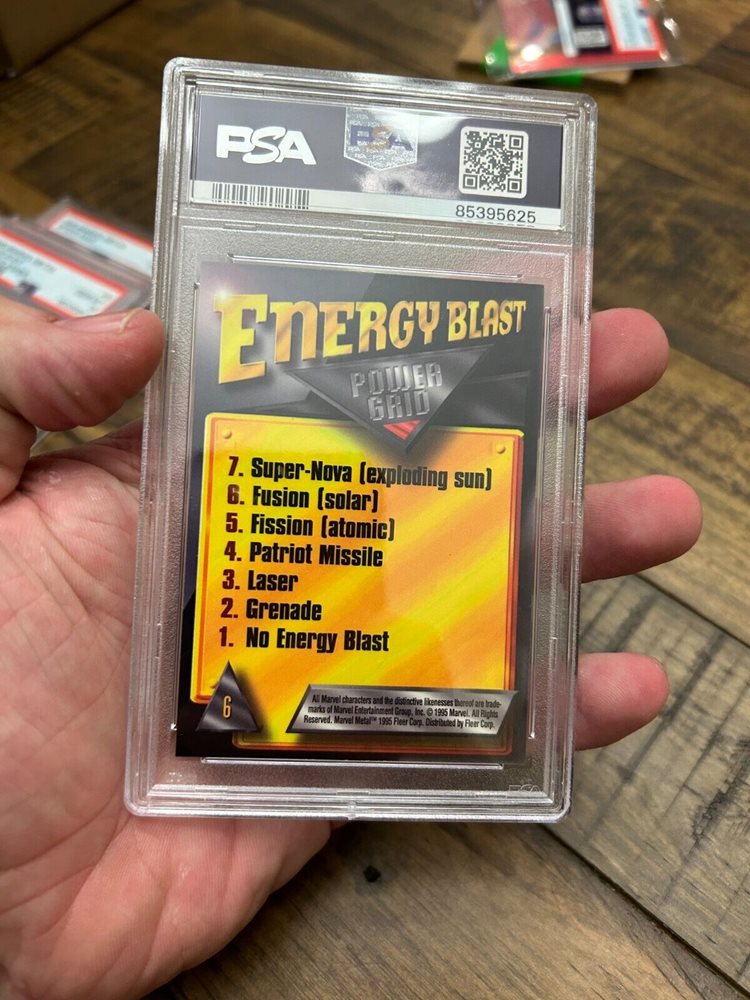 PSA
PSA
85395625
ENERGY BLAST
POWER
GRID
7. Super-Nova (exploding sun)
6. Fusion (solar)
5. Fission (atomic)
4. Patriot Missile
3. Laser
2. Grenade
1. No Energy Blast
6
All Marvel characters and the distinctive likenesses thereof are trade-
marks of Marvel Entertainment Group, Inc. © 1995 Marvel. All Rights
Reserved. Marvel Metal™ 1995 Fleer Corp. Distributed by Fleer Corp.
PSA